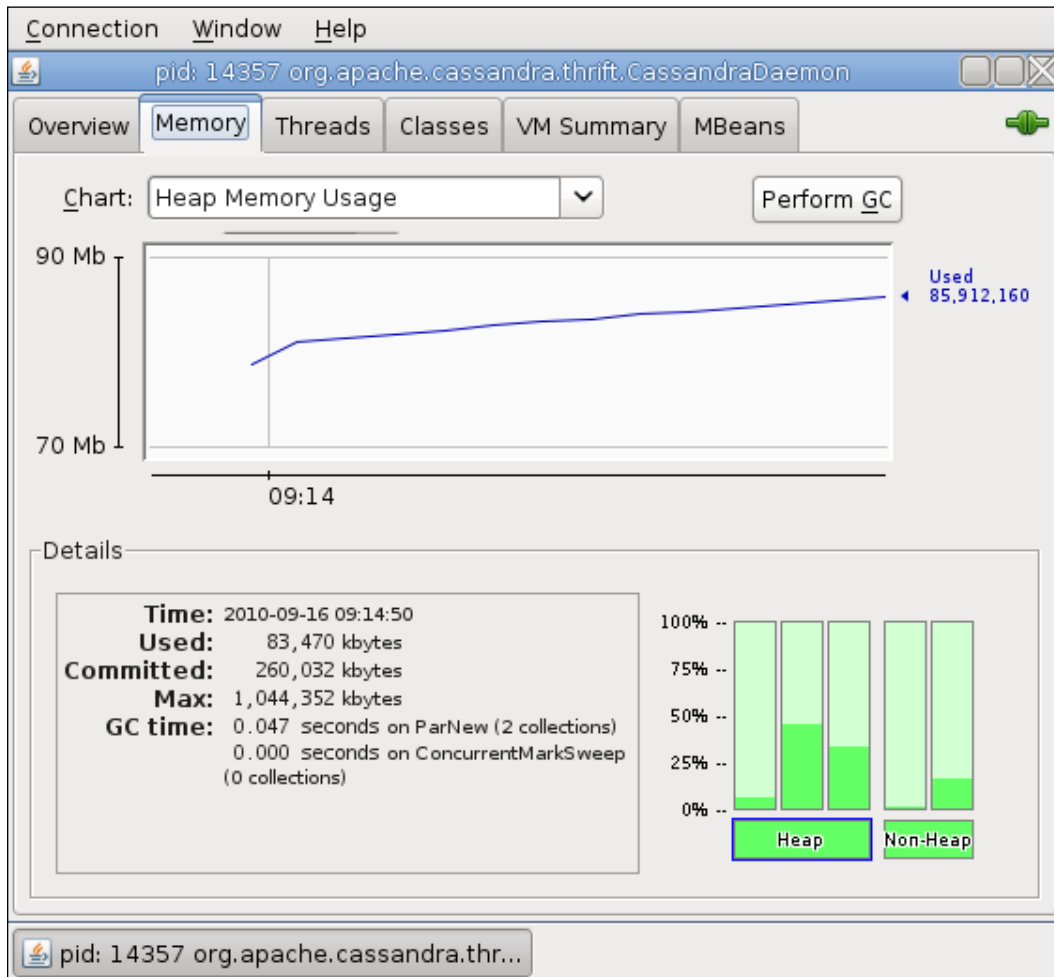 Connection Window Help
pid: 14357 org.apache.cassandra.thrift.CassandraDaemon
Overview Memory Threads Classes VM Summary MBeans
Chart: Heap Memory Usage Perform GC
90 Mb
Used
85,912,160
70 Mb
09:14
Details
Time: 2010-09-16 09:14:50
Used: 83,470 kbytes
Committed: 260,032 kbytes
Max: 1,044,352 kbytes
GC time: 0.047 seconds on ParNew (2 collections)
0.000 seconds on ConcurrentMarkSweep
(0 collections)
100% --
75% --
50% --
25% --
0% --
Heap Non-Heap
pid: 14357 org.apache.cassandra.thr...